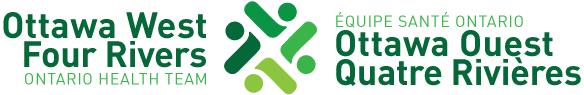 Ottawa West
Four Rivers
ONTARIO HEALTH TEAM
ÉQUIPE SANTÉ ONTARIO
Ottawa Ouest
Quatre Rivières